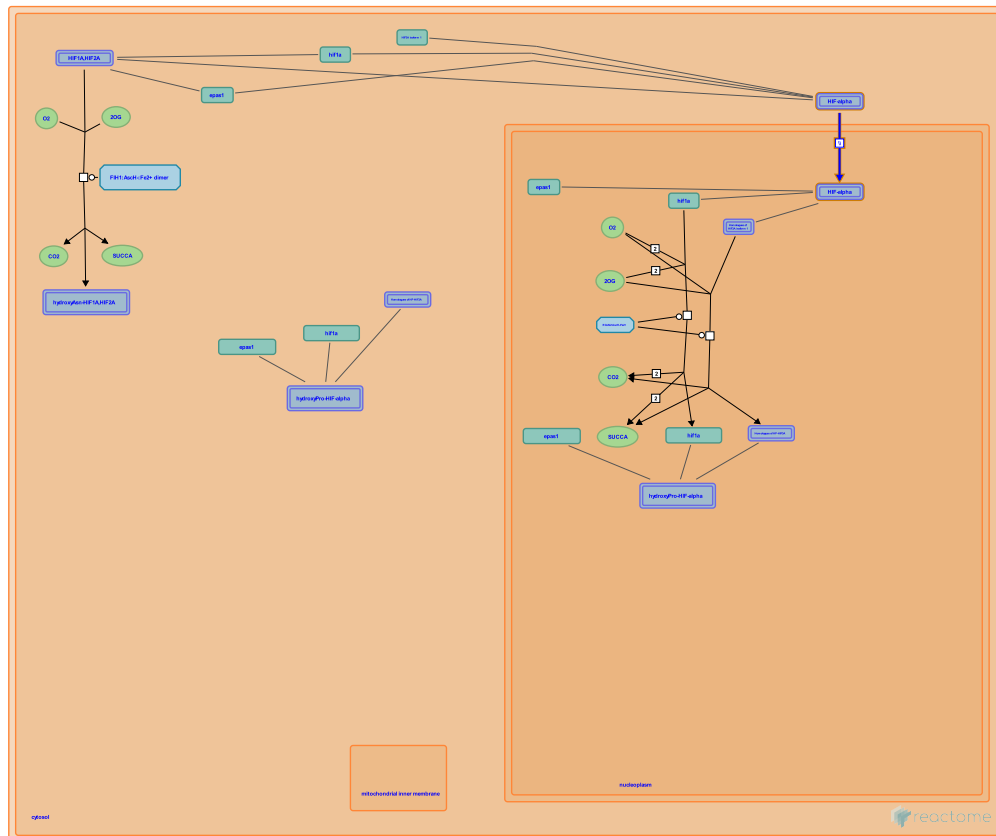 HIF1A,HIF2A
hif1a
epas1
HIF-alpha
O2
2OG
FIH1:AscH-:Fe2+ dimer
CO2
SUCCA
hydroxyAsn-HIF1A,HIF2A
epas1
hif1a
hydroxyPro-HIF-alpha
HIF-alpha
epas1
hif1a
O2
2
2OG
2
CO2
2
2
SUCCA
epas1
hif1a
hydroxyPro-HIF-alpha
mitochondrial inner membrane
nucleoplasm
cytosol
reactome